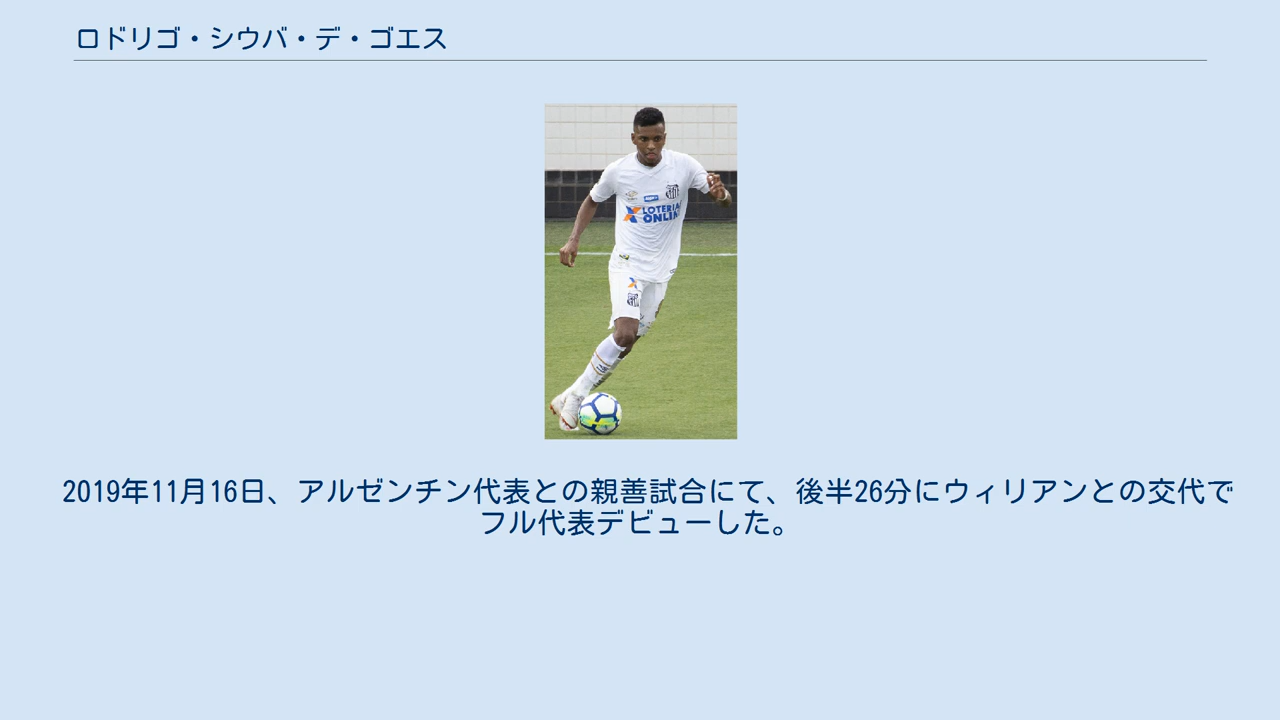 ロドリゴ・シウバ・デ・ゴエス
LOTERIA
ONLINE
2019年11月16日、アルゼンチン代表との親善試合にて、後半26分にウィリアンとの交代で
フル代表デビューした。